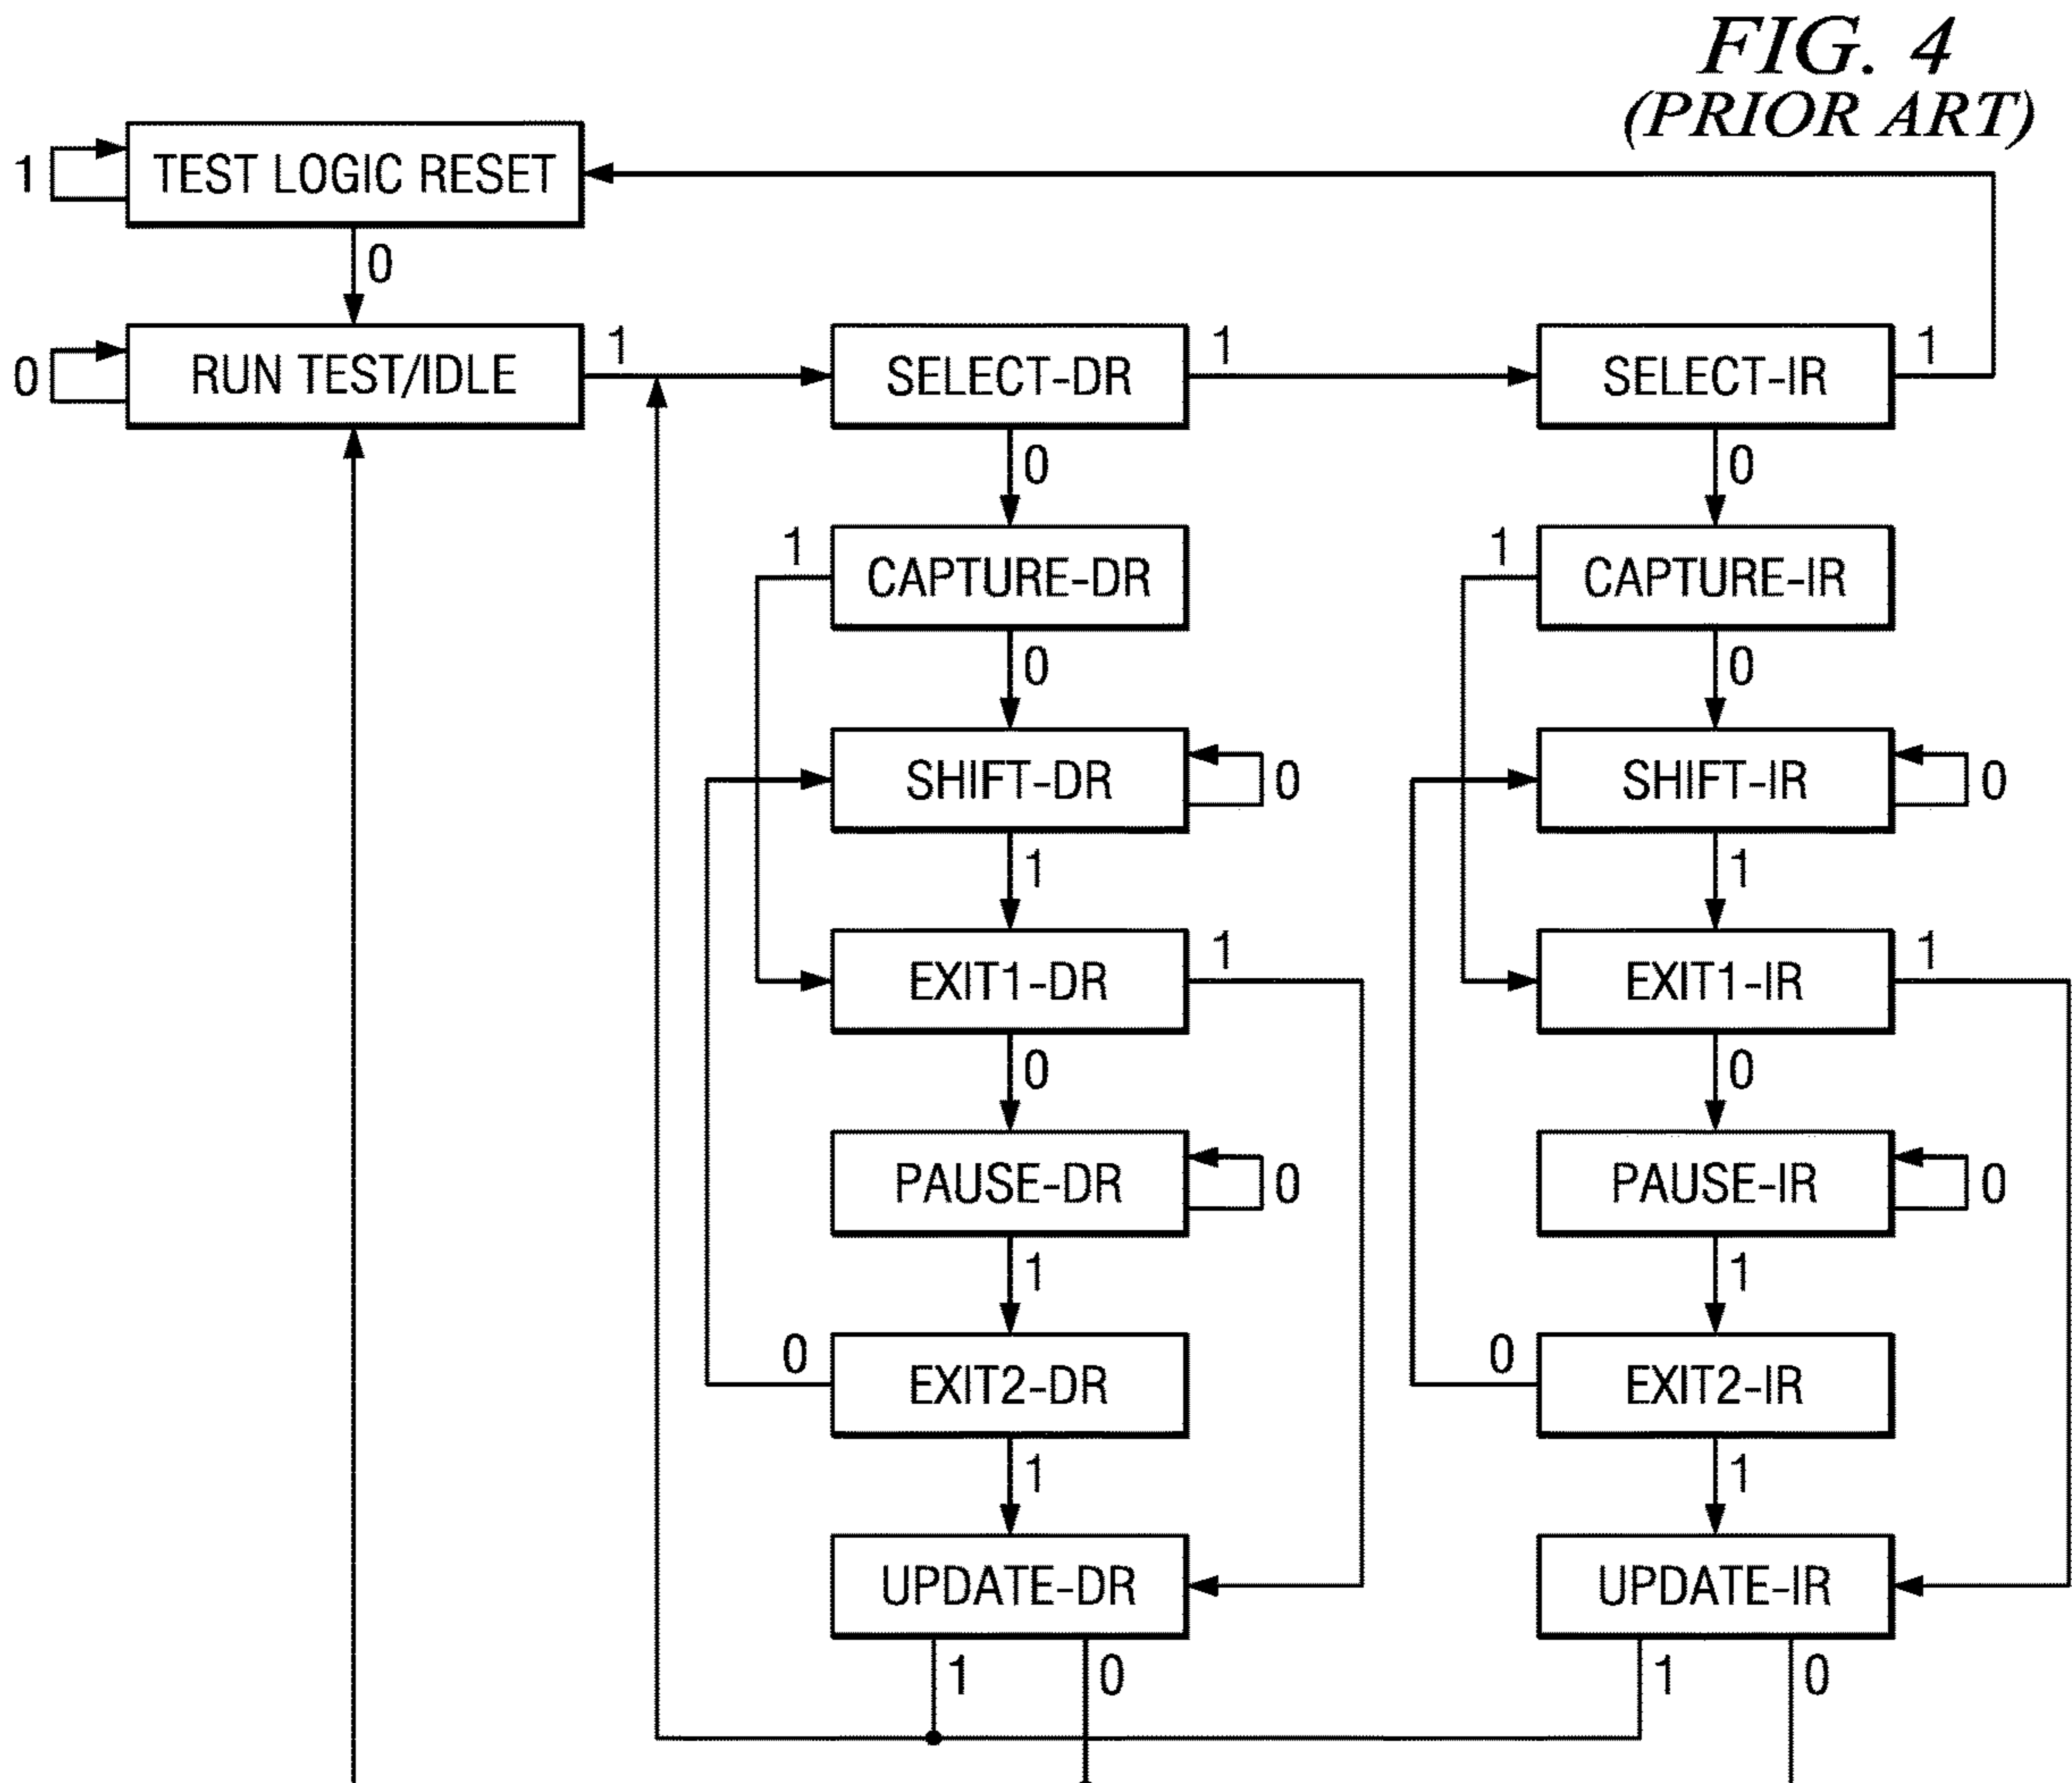 FIG. 4
(PRIOR ART)
1
TEST LOGIC RESET
0
0
RUN TEST/IDLE
1
SELECT-DR
1
SELECT-IR
1
0
0
1
CAPTURE-DR
1
CAPTURE-IR
0
0
SHIFT-DR
0
SHIFT-IR
0
1
1
EXIT1-DR
1
EXIT1-IR
1
0
0
PAUSE-DR
0
PAUSE-IR
0
1
1
0
EXIT2-DR
0
EXIT2-IR
1
1
UPDATE-DR
UPDATE-IR
1
0
1
0